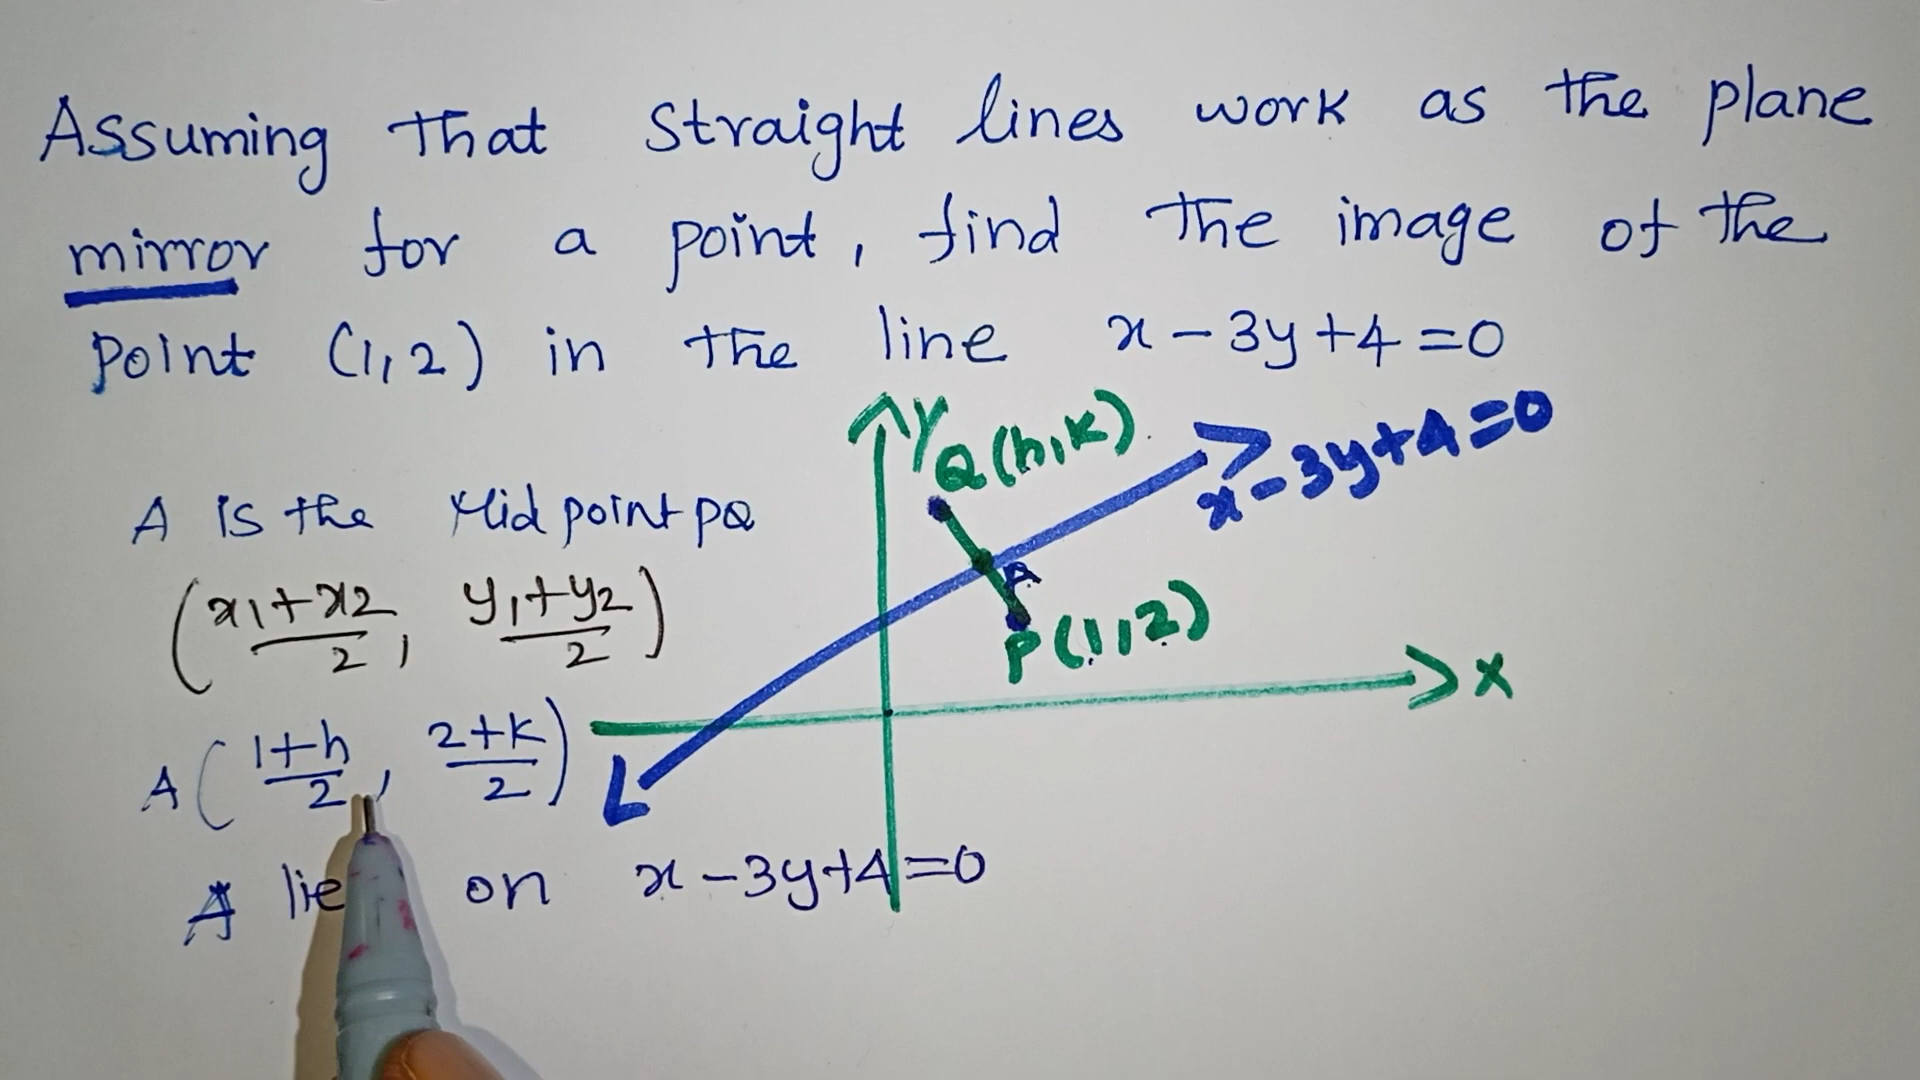 Assuming that straight lines work as the plane
mirror for a point, find the image of the
point (1,2) in the line x - 3y + 4 = 0
Y
Q(h,k)
x - 3y + 4 = 0
A is the Midpoint PQ
(x1+x2/2, y1+y2/2)
A
P(1,2)
X
A(1+h/2, 2+k/2)
A lie on x - 3y + 4 = 0